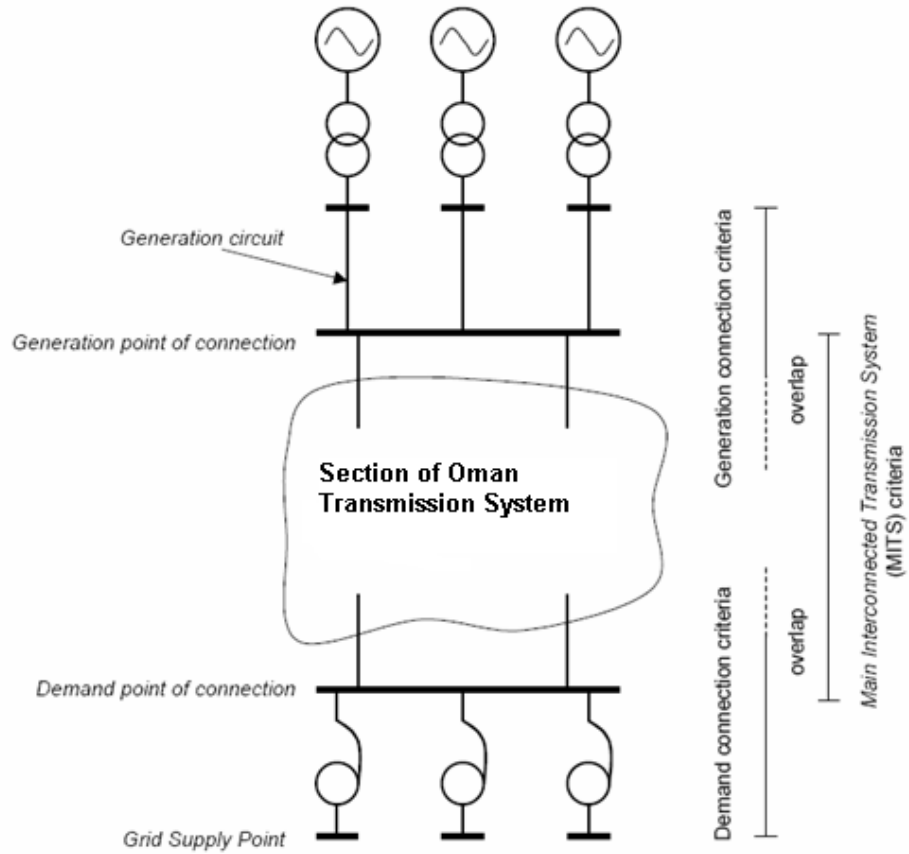 Generation circuit
Generation point of connection
Section of Oman
Transmission System
Demand point of connection
Grid Supply Point
Generation connection criteria
overlap
Demand connection criteria
overlap
Main Interconnected Transmission System
(MITS) criteria